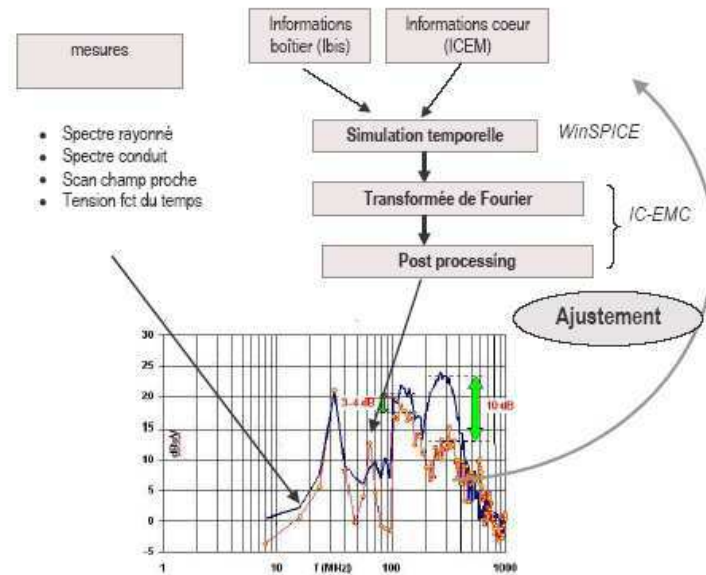 mesures
Informations
boîtier (Ibis)
Informations coeur
(ICEM)
Spectre rayonné
Spectre conduit
Scan champ proche
Tension fct du temps
Simulation temporelle
WinSPICE
Transformée de Fourier
IC-EMC
Post processing
Ajustement
30
25
20
15
10
5
0
-5
dBuV
3-4 dB
10 dB
1
10
f (MHz)
100
1000